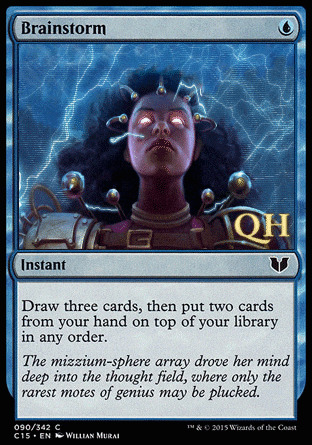 Brainstorm
QH
Instant
Draw three cards, then put two cards
from your hand on top of your library
in any order.
The mizzium-sphere array drove her mind
deep into the thought field, where only the
rarest motes of genius may be plucked.
090/342 C
C15 • EN Willian Murai
™ & © 2015 Wizards of the Coast